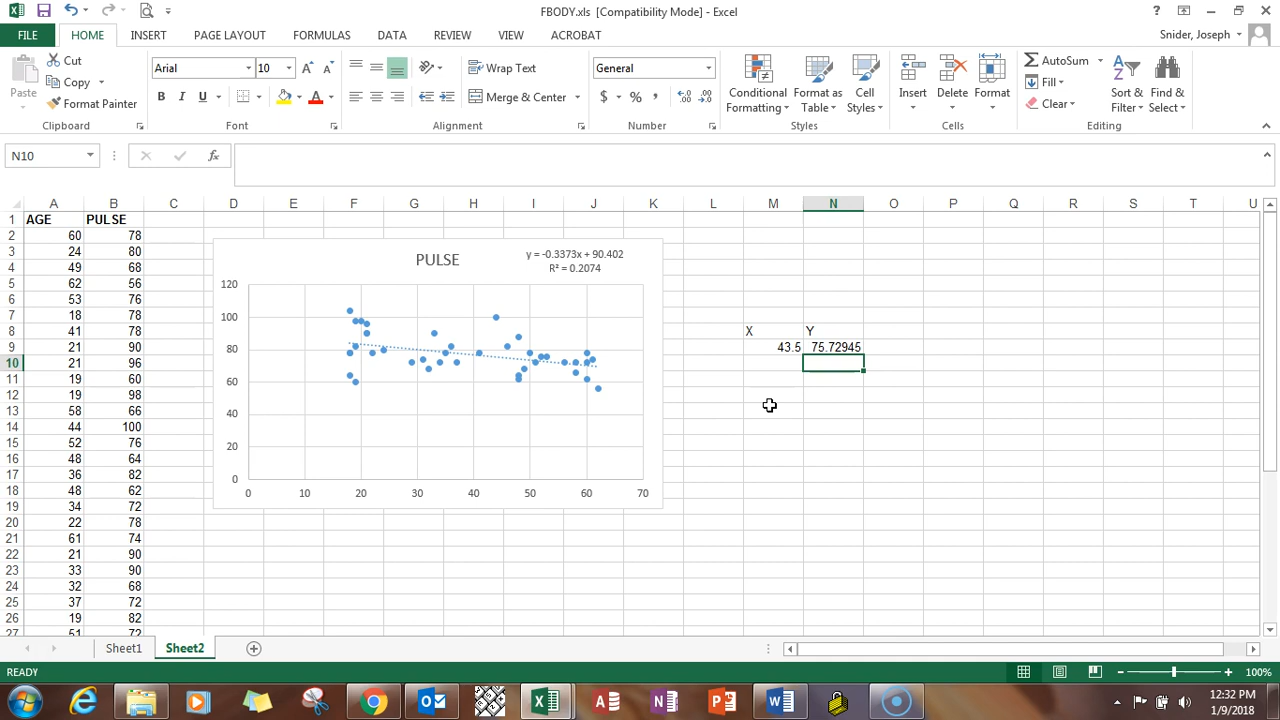 FBODY.xls [Compatibility Mode] - Excel
FILE HOME INSERT PAGE LAYOUT FORMULAS DATA REVIEW VIEW ACROBAT
Snider, Joseph
Paste
Cut
Copy
Format Painter
Clipboard
Arial 10
B I U
Font
Wrap Text
Merge & Center
Alignment
General
$ % ,
Number
Conditional Formatting
Format as Table
Cell Styles
Styles
Insert
Delete
Format
Cells
AutoSum
Fill
Clear
Sort & Filter
Find & Select
Editing
N10
fx
A B C D E F G H I J K L M N O P Q R S T U
1 AGE PULSE
2 60 78
3 24 80
4 49 68
5 62 56
6 53 76
7 18 78
8 41 78
9 21 90
10 21 96
11 19 60
12 19 98
13 58 66
14 44 100
15 52 76
16 48 64
17 36 82
18 48 62
19 34 72
20 22 78
21 61 74
22 21 90
23 33 90
24 32 68
25 37 72
26 19 82
27 51 72
PULSE
y = -0.3373x + 90.402
R² = 0.2074
120
100
80
60
40
20
0
0 10 20 30 40 50 60 70
X Y
43.5 75.72945
Sheet1 Sheet2
READY
100%
12:32 PM
1/9/2018